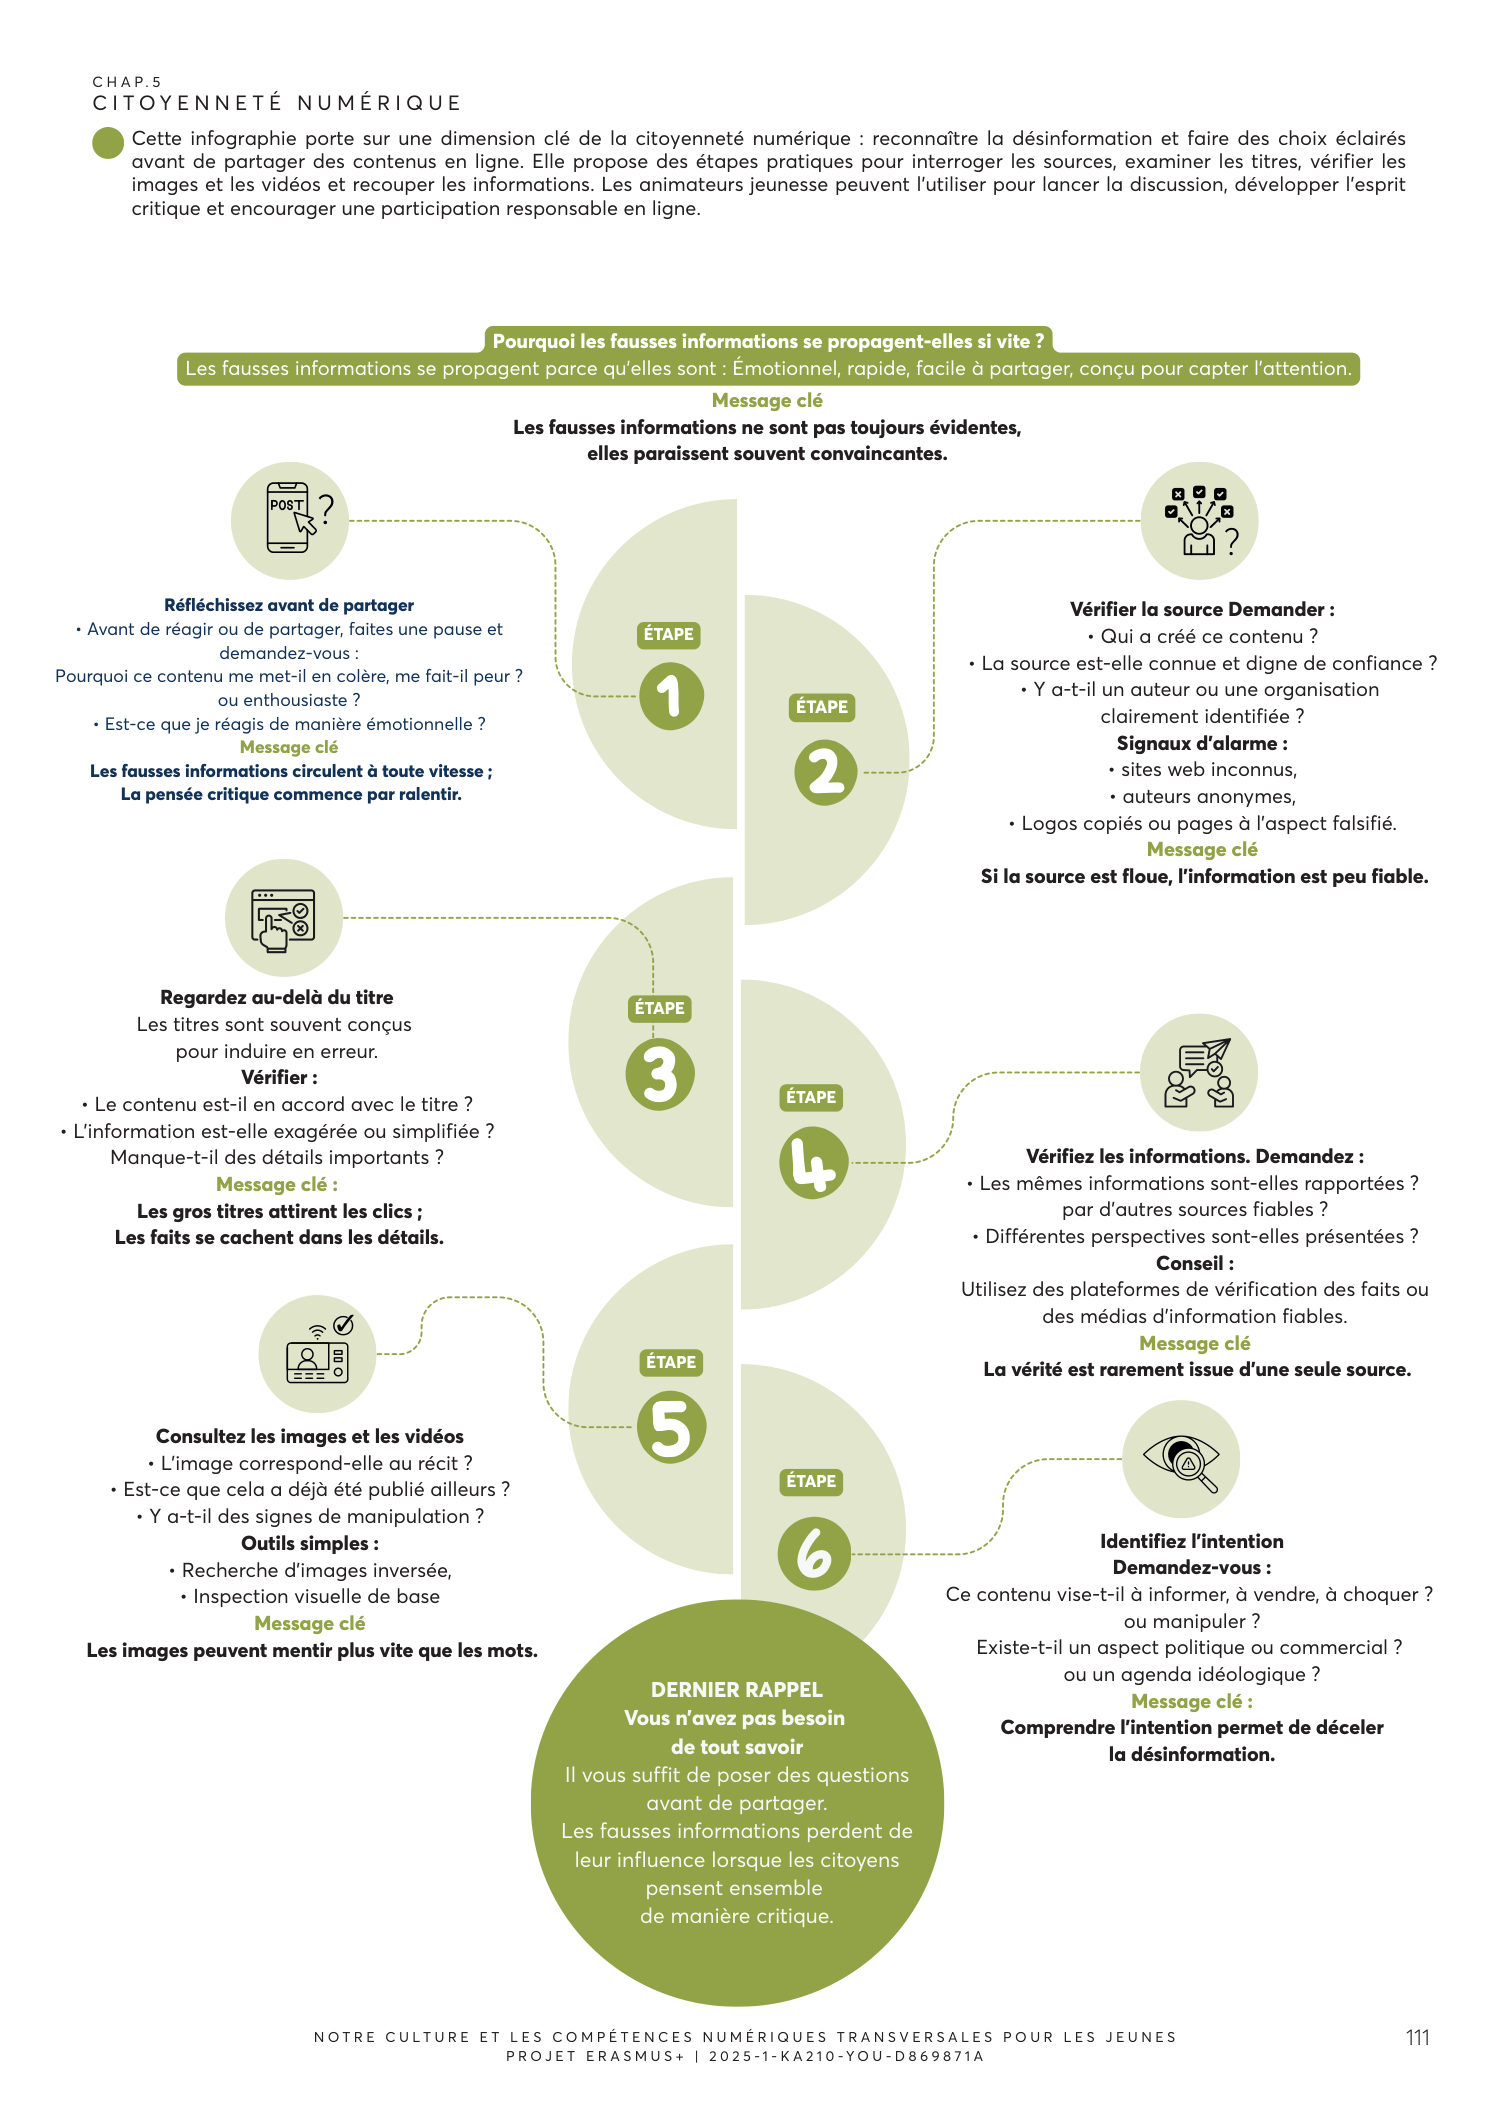 CHAP.5
CITOYENNETÉ NUMÉRIQUE
Cette infographie porte sur une dimension clé de la citoyenneté numérique : reconnaître la désinformation et faire des choix éclairés
avant de partager des contenus en ligne. Elle propose des étapes pratiques pour interroger les sources, examiner les titres, vérifier les
images et les vidéos et recouper les informations. Les animateurs jeunesse peuvent l'utiliser pour lancer la discussion, développer l'esprit
critique et encourager une participation responsable en ligne.
Pourquoi les fausses informations se propagent-elles si vite ?
Les fausses informations se propagent parce qu'elles sont : Émotionnel, rapide, facile à partager, conçu pour capter l'attention.
Message clé
Les fausses informations ne sont pas toujours évidentes,
elles paraissent souvent convaincantes.
POST ?
Réfléchissez avant de partager
• Avant de réagir ou de partager, faites une pause et
demandez-vous :
Pourquoi ce contenu me met-il en colère, me fait-il peur ?
ou enthousiaste ?
• Est-ce que je réagis de manière émotionnelle ?
Message clé
Les fausses informations circulent à toute vitesse ;
La pensée critique commence par ralentir.
ÉTAPE
1
?
Vérifier la source Demander :
• Qui a créé ce contenu ?
• La source est-elle connue et digne de confiance ?
• Y a-t-il un auteur ou une organisation
clairement identifiée ?
Signaux d'alarme :
• sites web inconnus,
• auteurs anonymes,
• Logos copiés ou pages à l'aspect falsifié.
Message clé
Si la source est floue, l'information est peu fiable.
ÉTAPE
2
Regardez au-delà du titre
Les titres sont souvent conçus
pour induire en erreur.
Vérifier :
• Le contenu est-il en accord avec le titre ?
• L'information est-elle exagérée ou simplifiée ?
Manque-t-il des détails importants ?
Message clé :
Les gros titres attirent les clics ;
Les faits se cachent dans les détails.
ÉTAPE
3
ÉTAPE
4
Vérifiez les informations. Demandez :
• Les mêmes informations sont-elles rapportées ?
par d'autres sources fiables ?
• Différentes perspectives sont-elles présentées ?
Conseil :
Utilisez des plateformes de vérification des faits ou
des médias d'information fiables.
Message clé
La vérité est rarement issue d'une seule source.
Consultez les images et les vidéos
• L'image correspond-elle au récit ?
• Est-ce que cela a déjà été publié ailleurs ?
• Y a-t-il des signes de manipulation ?
Outils simples :
• Recherche d'images inversée,
• Inspection visuelle de base
Message clé
Les images peuvent mentir plus vite que les mots.
ÉTAPE
5
ÉTAPE
6
Identifiez l'intention
Demandez-vous :
Ce contenu vise-t-il à informer, à vendre, à choquer ?
ou manipuler ?
Existe-t-il un aspect politique ou commercial ?
ou un agenda idéologique ?
Message clé :
Comprendre l'intention permet de déceler
la désinformation.
DERNIER RAPPEL
Vous n'avez pas besoin
de tout savoir
Il vous suffit de poser des questions
avant de partager.
Les fausses informations perdent de
leur influence lorsque les citoyens
pensent ensemble
de manière critique.
NOTRE CULTURE ET LES COMPÉTENCES NUMÉRIQUES TRANSVERSALES POUR LES JEUNES
PROJET ERASMUS+ | 2025-1-KA210-YOU-D869871A
111